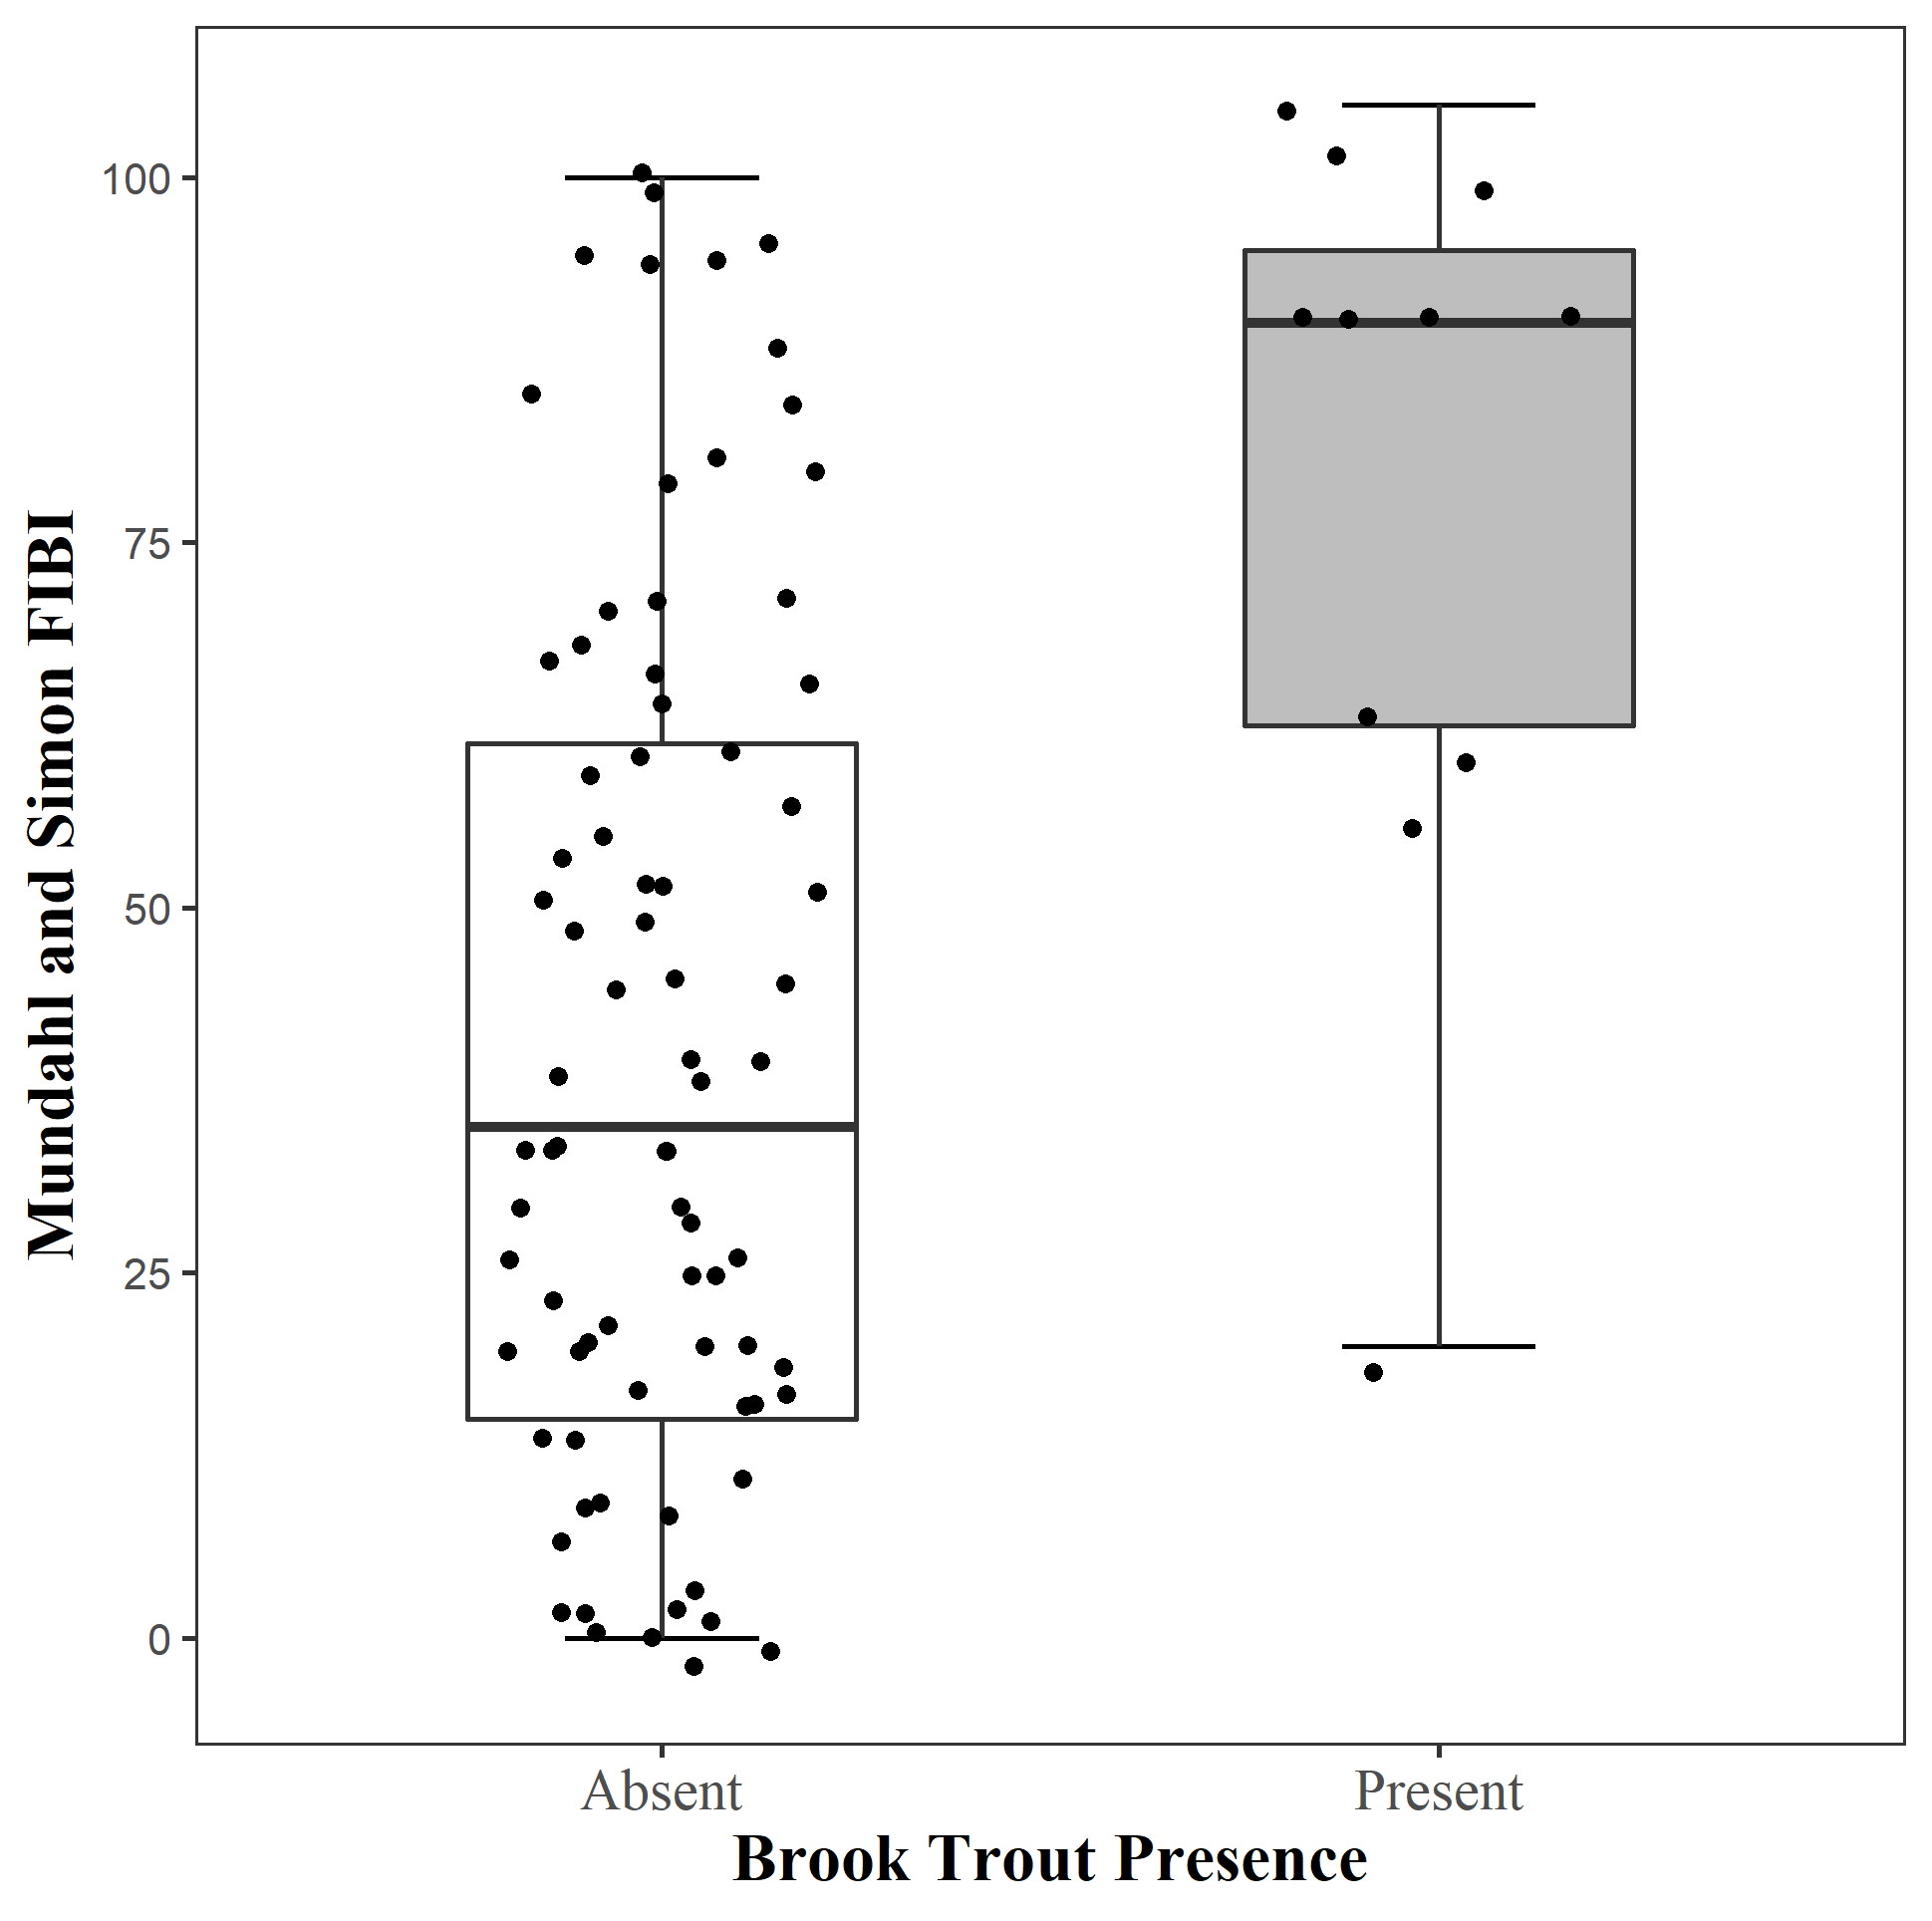 Mundahl and Simon FIBI
100
75
50
25
0
Absent Present
Brook Trout Presence